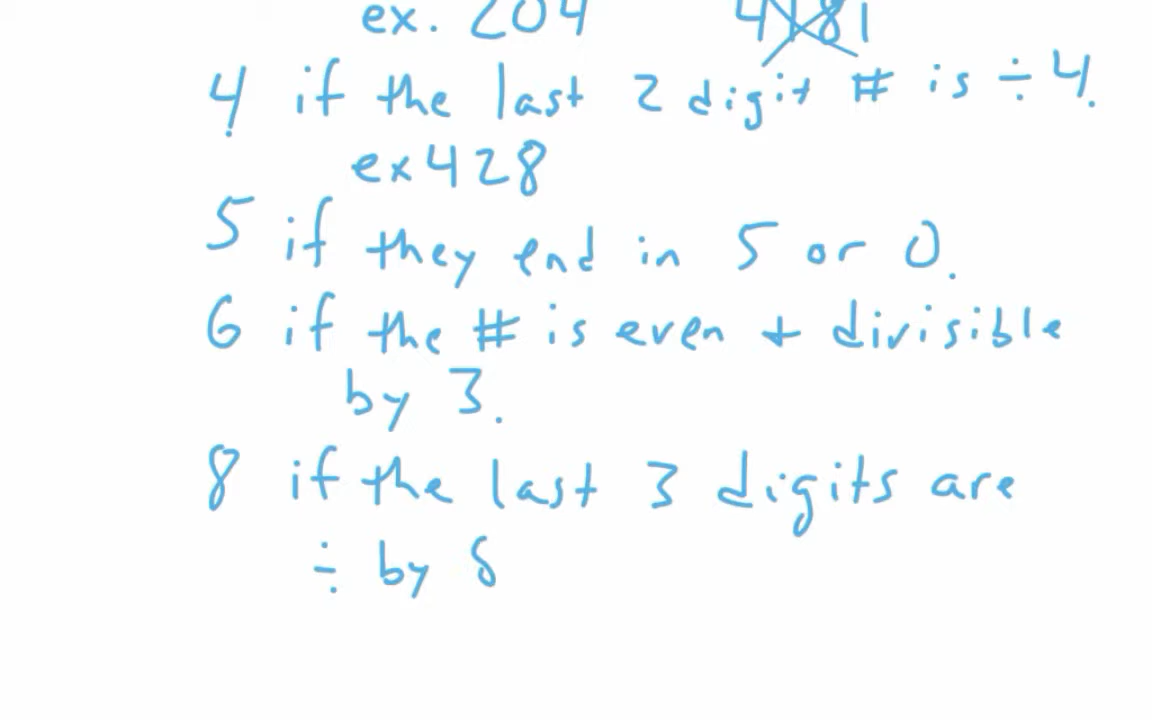 ex. 204 4181
4 if the last 2 digit # is ÷ 4.
ex 428
5 if they end in 5 or 0.
6 if the # is even + divisible
by 3.
8 if the last 3 digits are
÷ by 8